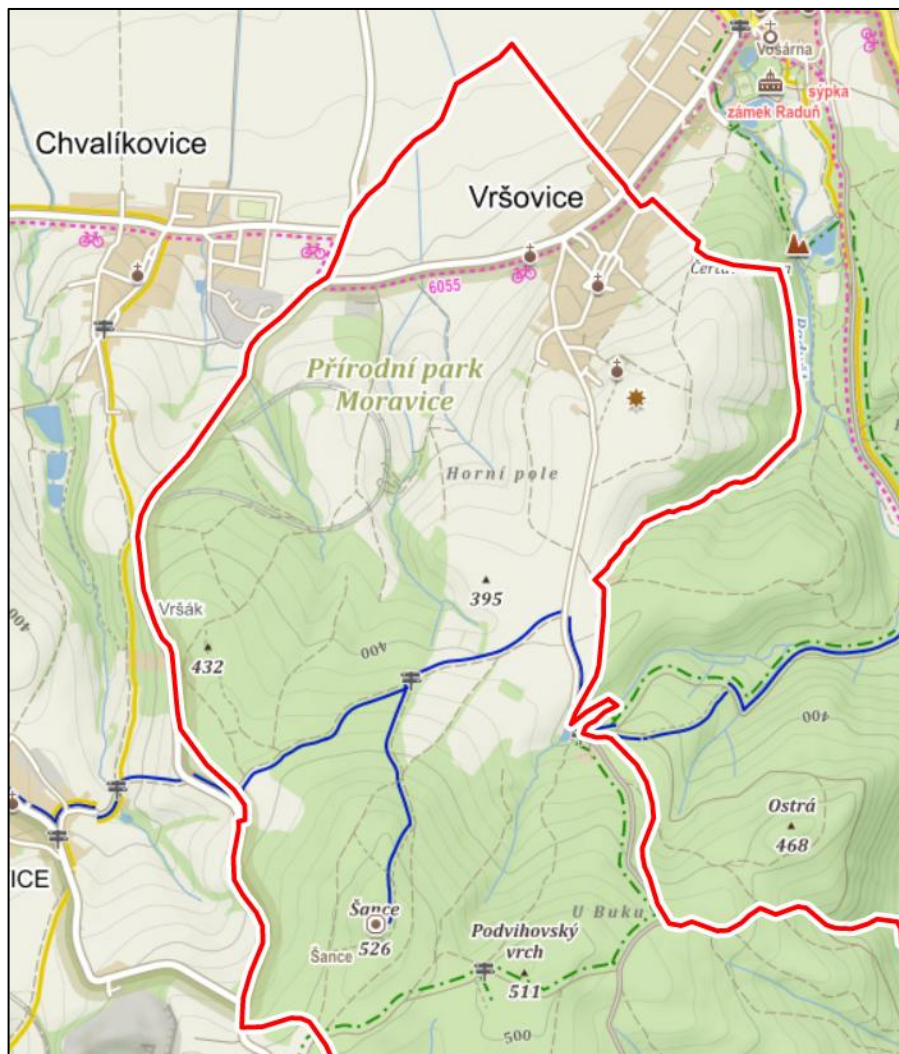 Vošárna
sýpka
zámek Raduň
Chvalíkovice
Vršovice
6055
Přírodní park
Moravice
Horní pole
395
Vršák
432
400
400
400
Ostrá
468
ICE
Šance
526
Šance
U Buku
Podvihovský
vrch
511
500